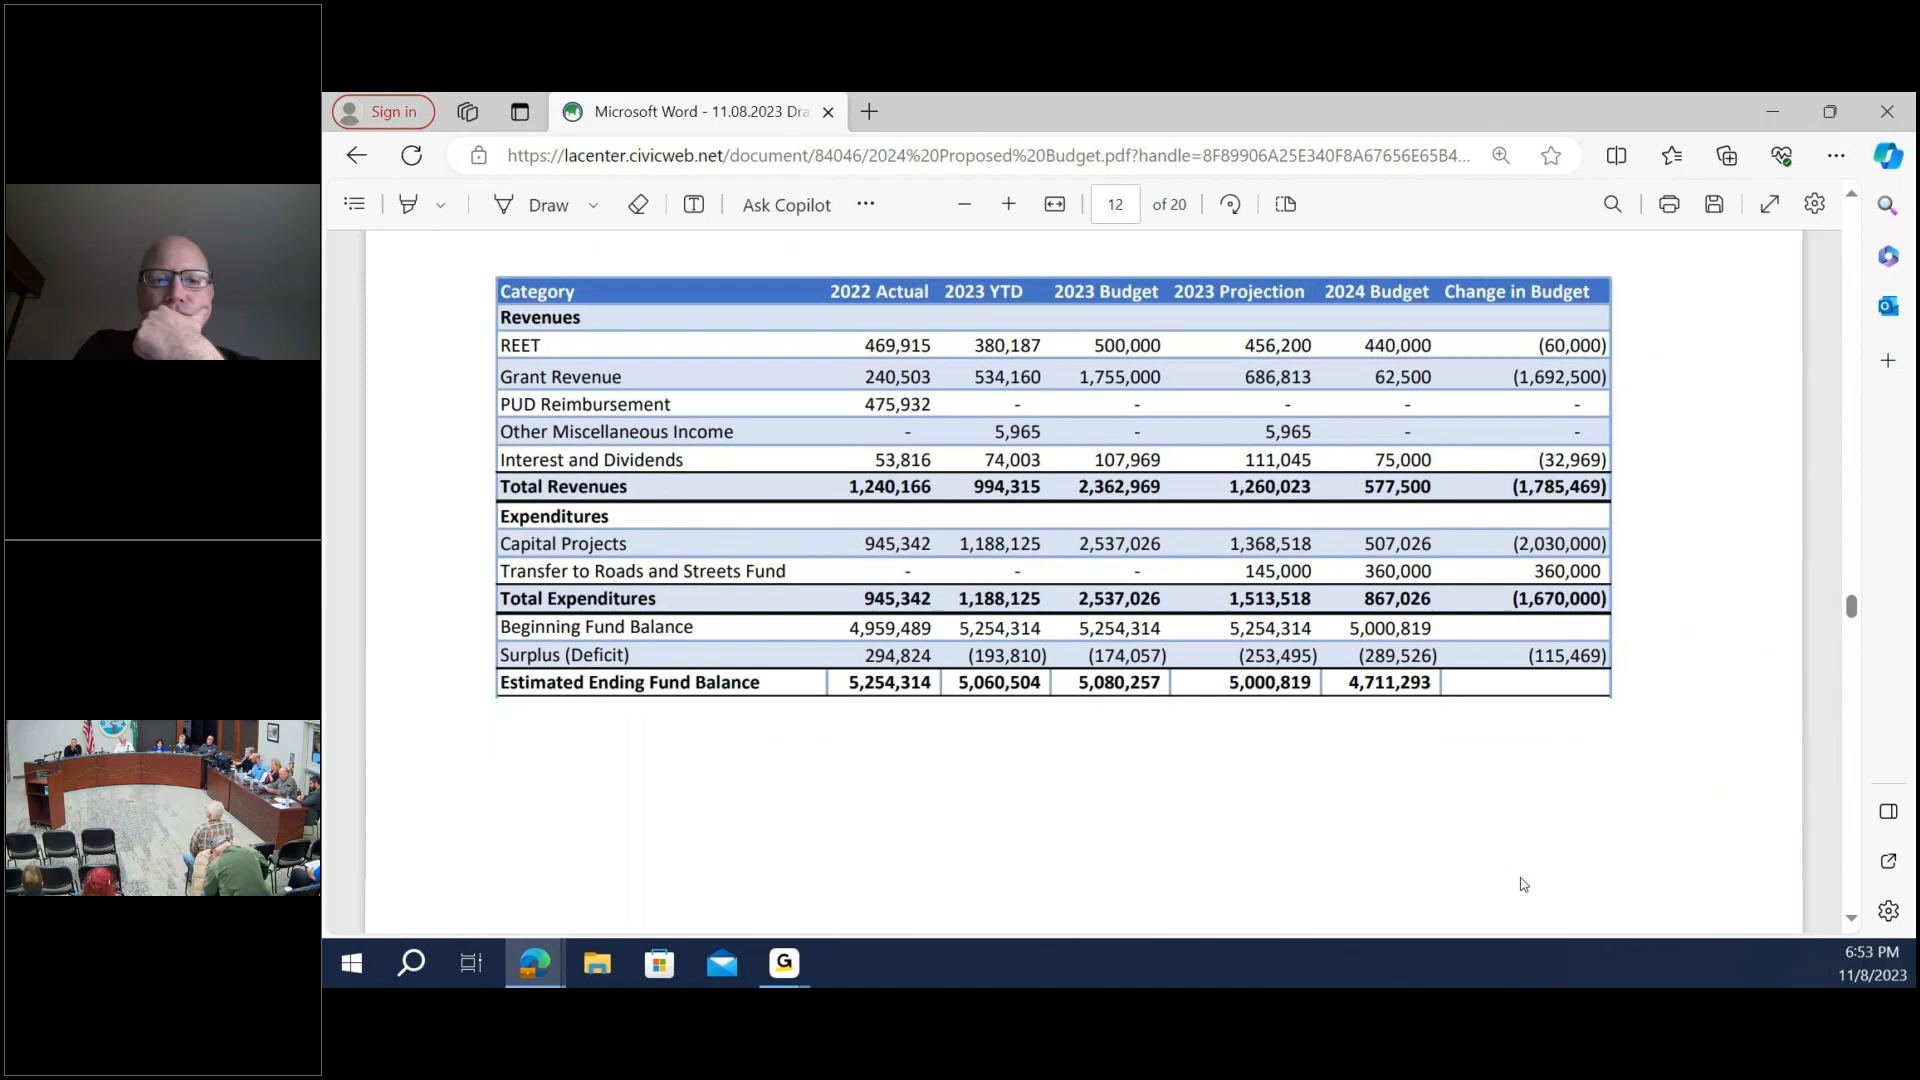 Sign in
Microsoft Word - 11.08.2023 Dra
https://lacenter.civicweb.net/document/84046/2024%20Proposed%20Budget.pdf?handle=8F89906A25E340F8A67656E65B4...
Draw Ask Copilot ... 12 of 20
Category 2022 Actual 2023 YTD 2023 Budget 2023 Projection 2024 Budget Change in Budget
Revenues
REET 469,915 380,187 500,000 456,200 440,000 (60,000)
Grant Revenue 240,503 534,160 1,755,000 686,813 62,500 (1,692,500)
PUD Reimbursement 475,932 - - - - -
Other Miscellaneous Income - 5,965 - 5,965 - -
Interest and Dividends 53,816 74,003 107,969 111,045 75,000 (32,969)
Total Revenues 1,240,166 994,315 2,362,969 1,260,023 577,500 (1,785,469)
Expenditures
Capital Projects 945,342 1,188,125 2,537,026 1,368,518 507,026 (2,030,000)
Transfer to Roads and Streets Fund - - - 145,000 360,000 360,000
Total Expenditures 945,342 1,188,125 2,537,026 1,513,518 867,026 (1,670,000)
Beginning Fund Balance 4,959,489 5,254,314 5,254,314 5,254,314 5,000,819
Surplus (Deficit) 294,824 (193,810) (174,057) (253,495) (289,526) (115,469)
Estimated Ending Fund Balance 5,254,314 5,060,504 5,080,257 5,000,819 4,711,293
G
6:53 PM
11/8/2023